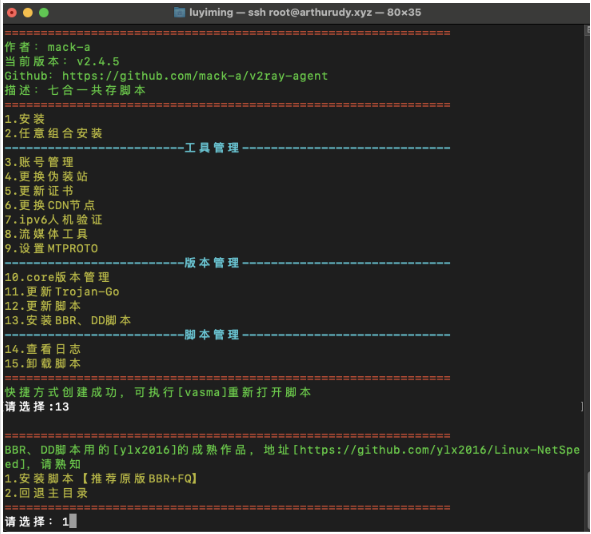 luyiming — ssh root@arthurudy.xyz — 80×35
==============================================================
作者：mack-a
当前版本：v2.4.5
Github：https://github.com/mack-a/v2ray-agent
描述：七合一共存脚本
==============================================================
1.安装
2.任意组合安装
-------------------------工具管理-----------------------------
3.账号管理
4.更换伪装站
5.更新证书
6.更换CDN节点
7.ipv6人机验证
8.流媒体工具
9.设置MTPROTO
-------------------------版本管理-----------------------------
10.core版本管理
11.更新Trojan-Go
12.更新脚本
13.安装BBR、DD脚本
-------------------------脚本管理-----------------------------
14.查看日志
15.卸载脚本
==============================================================
快捷方式创建成功，可执行[vasma]重新打开脚本
请选择:13
==============================================================
BBR、DD脚本用的[ylx2016]的成熟作品，地址[https://github.com/ylx2016/Linux-NetSpe
ed]，请熟知
1.安装脚本【推荐原版BBR+FQ】
2.回退主目录
==============================================================
请选择：1